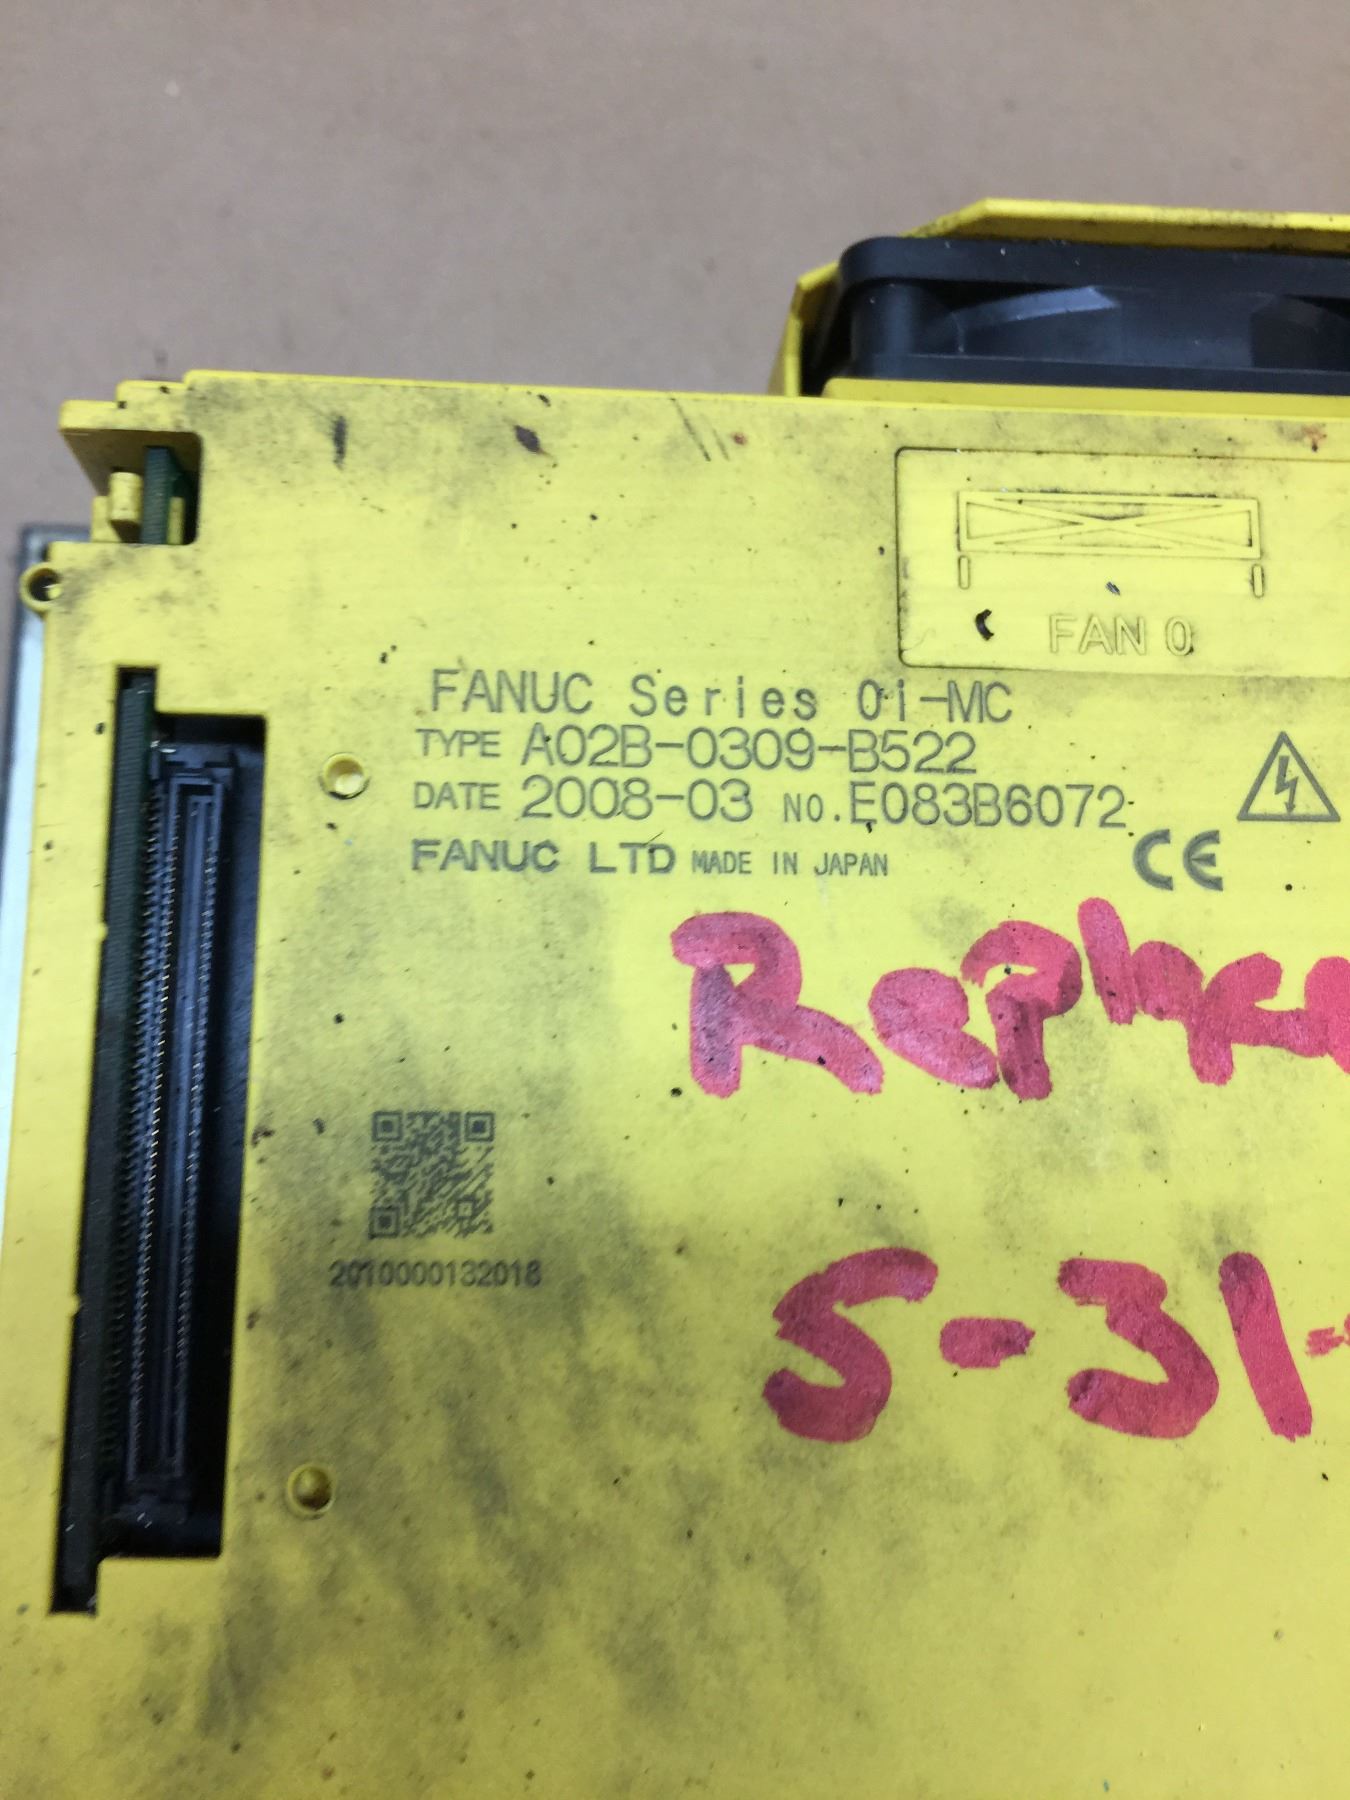 FAN 0
FANUC Series 0i-MC
TYPE A02B-0309-B522
DATE 2008-03 NO.E083B6072
FANUC LTD MADE IN JAPAN
CE
2010000132018
S-31-